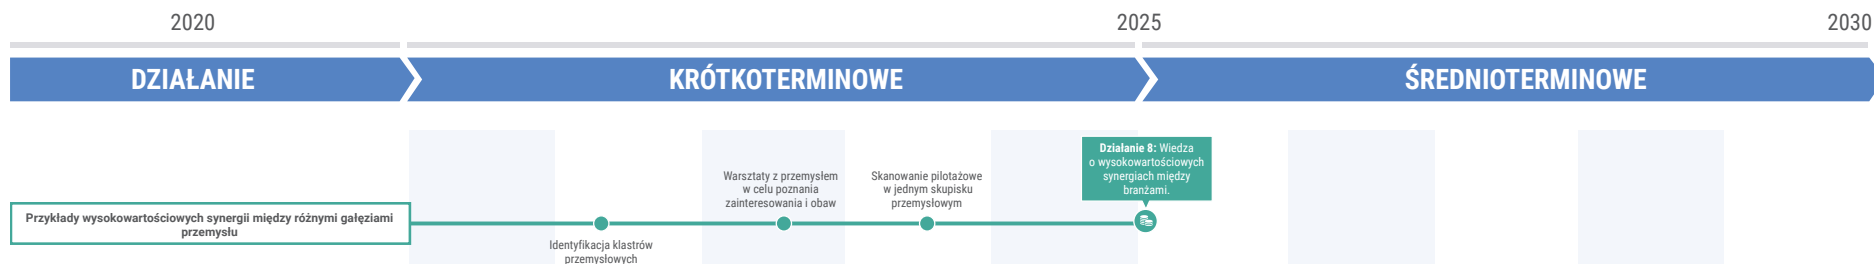 2020
2025
2030
DZIAŁANIE
KRÓTKOTERMINOWE
ŚREDNIOTERMINOWE
Działanie 8: Wiedza
o wysokowartościowych
synergiach między
branżami.
Warsztaty z przemysłem
w celu poznania
zainteresowania i obaw
Skanowanie pilotażowe
w jednym skupisku
przemysłowym
Przykłady wysokowartościowych synergii między różnymi gałęziami
przemysłu
Identyfikacja klastrów
przemysłowych